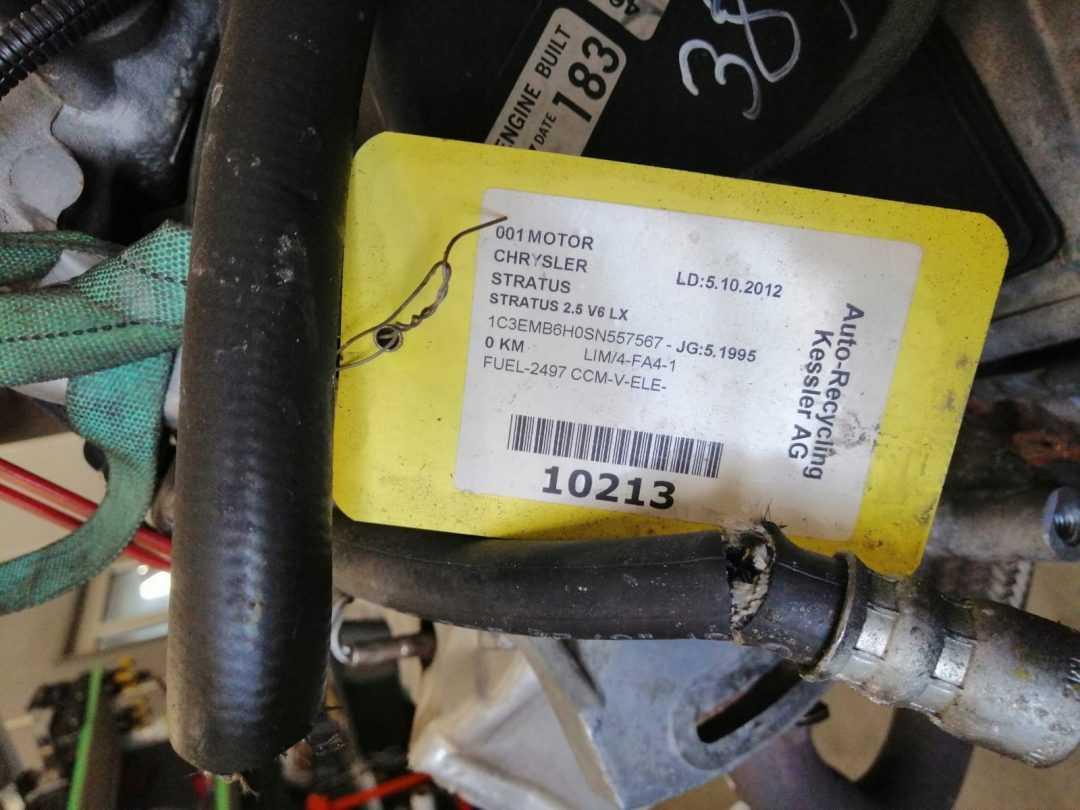 ENGINE BUILT
DATE 183
38
001 MOTOR
CHRYSLER
STRATUS
LD:5.10.2012
STRATUS 2.5 V6 LX
1C3EMB6H0SN557567 - JG:5.1995
0 KM LIM/4-FA4-1
FUEL-2497 CCM-V-ELE-
10213
Auto-Recycling
Kessler AG